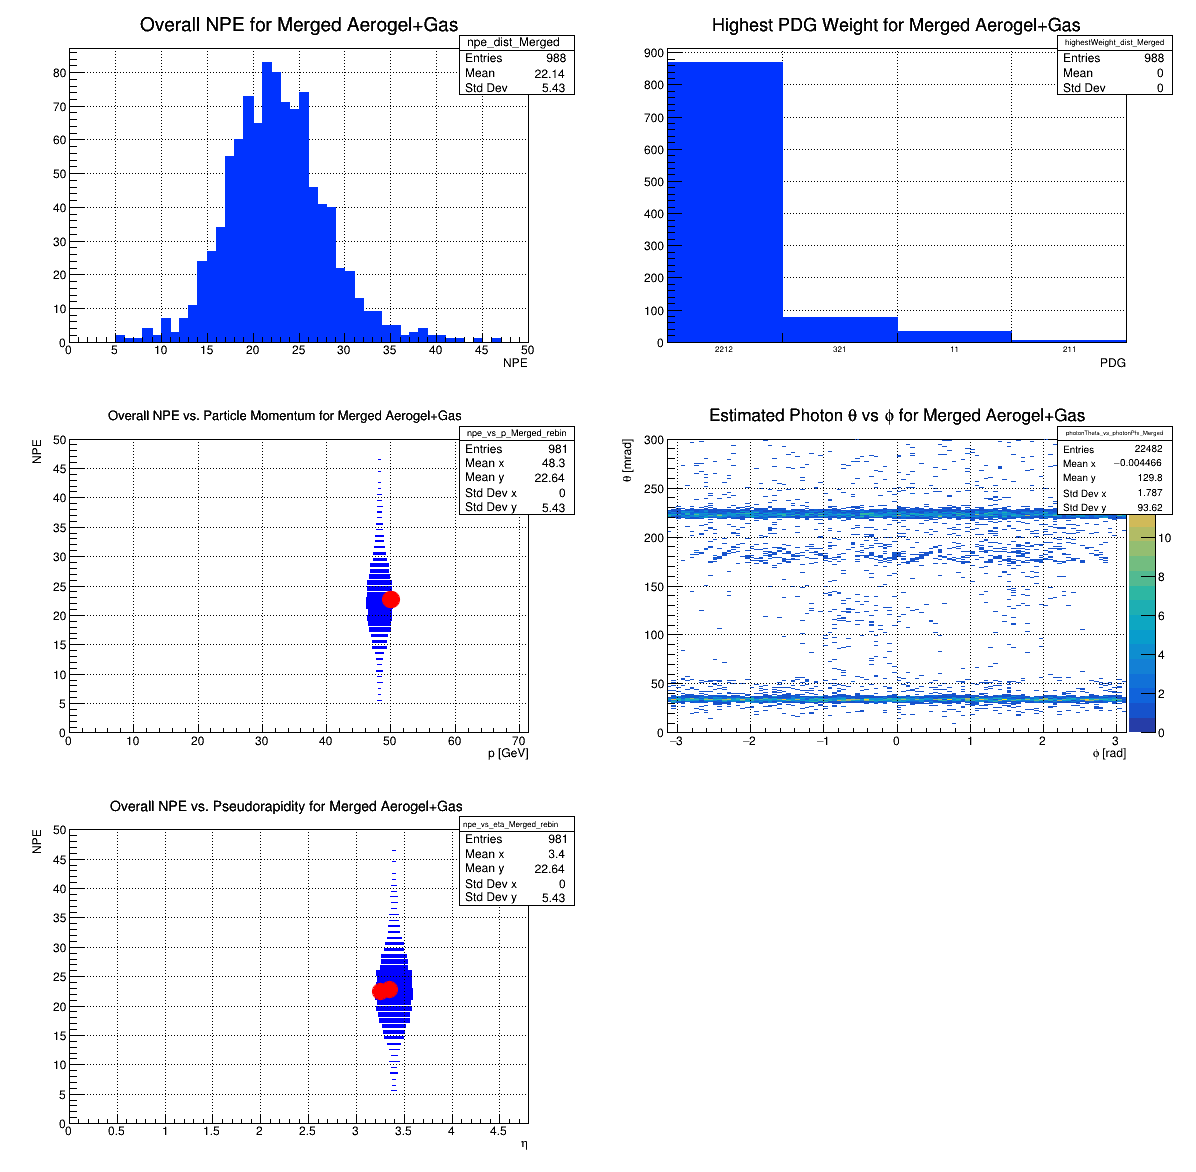 Overall NPE for Merged Aerogel+Gas
npe_dist_Merged
Entries 988
Mean 22.14
Std Dev 5.43
80
70
60
50
40
30
20
10
0
0 5 10 15 20 25 30 35 40 45 50
NPE
Highest PDG Weight for Merged Aerogel+Gas
highestWeight_dist_Merged
Entries 988
Mean 0
Std Dev 0
900
800
700
600
500
400
300
200
100
0
2212 321 11 211
PDG
Overall NPE vs. Particle Momentum for Merged Aerogel+Gas
npe_vs_p_Merged_rebin
Entries 981
Mean x 48.3
Mean y 22.64
Std Dev x 0
Std Dev y 5.43
NPE
50
45
40
35
30
25
20
15
10
5
0
0 10 20 30 40 50 60 70
p [GeV]
Estimated Photon θ vs ϕ for Merged Aerogel+Gas
photonTheta_vs_photonPhi_Merged
Entries 22482
Mean x −0.004466
Mean y 129.8
Std Dev x 1.787
Std Dev y 93.62
θ [mrad]
300
250
200
150
100
50
0
−3 −2 −1 0 1 2 3
ϕ [rad]
10
8
6
4
2
0
Overall NPE vs. Pseudorapidity for Merged Aerogel+Gas
npe_vs_eta_Merged_rebin
Entries 981
Mean x 3.4
Mean y 22.64
Std Dev x 0
Std Dev y 5.43
NPE
50
45
40
35
30
25
20
15
10
5
0
0 0.5 1 1.5 2 2.5 3 3.5 4 4.5
η